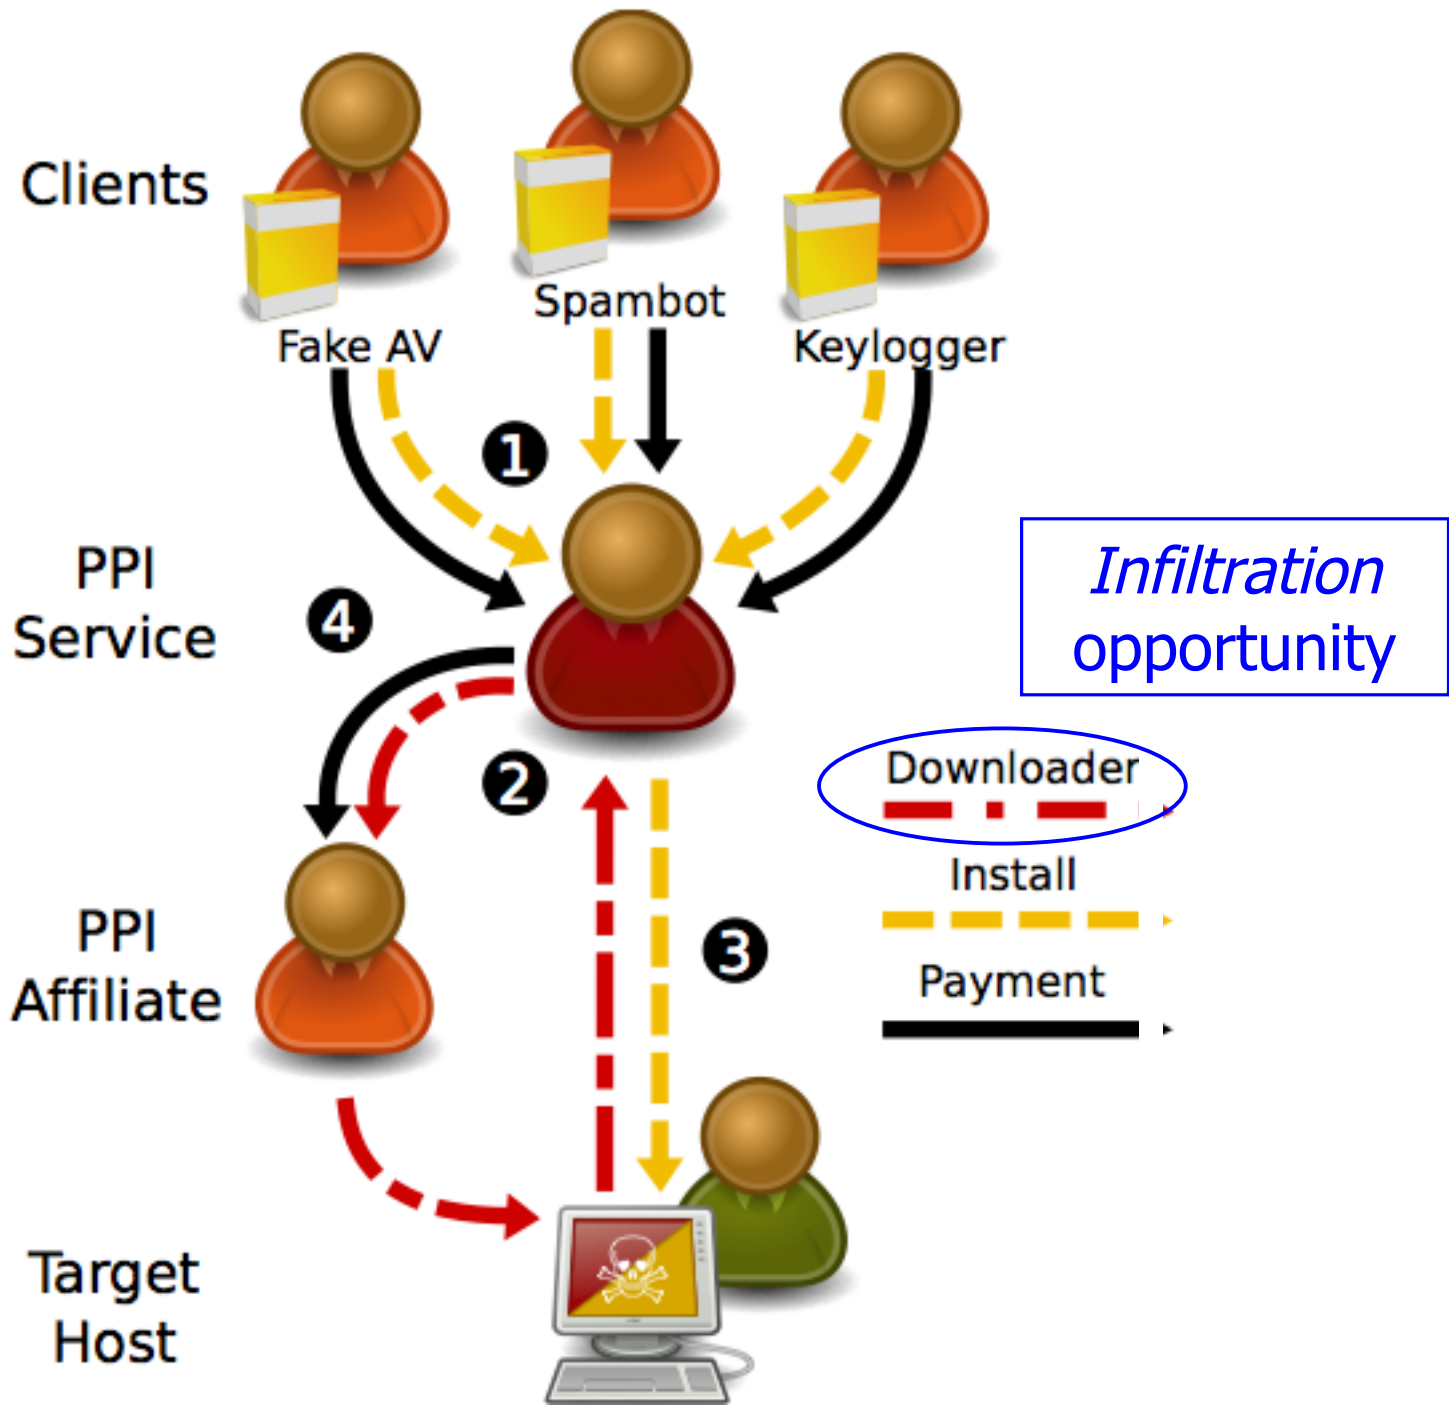 Clients
Spambot
Fake AV
Keylogger
1
PPI
Service
Infiltration
opportunity
4
2
Downloader
Install
PPI
Affiliate
3
Payment
Target
Host